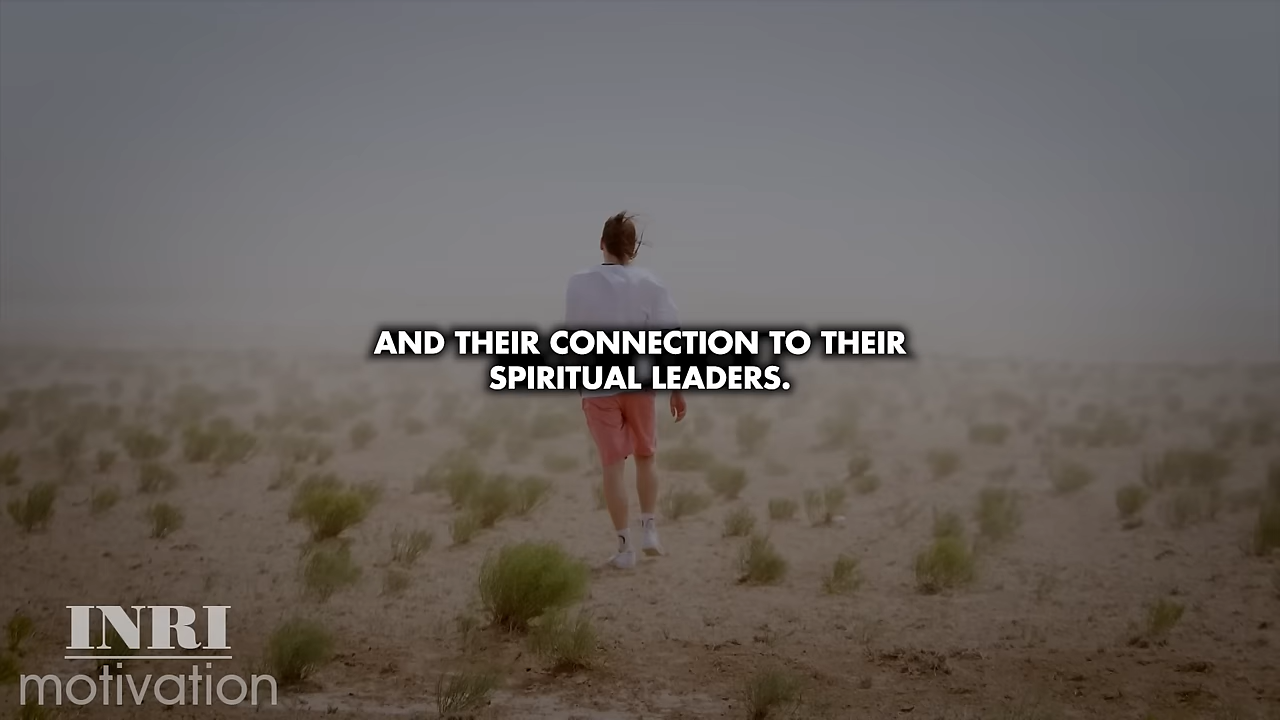 AND THEIR CONNECTION TO THEIR
SPIRITUAL LEADERS.
INRI
motivation